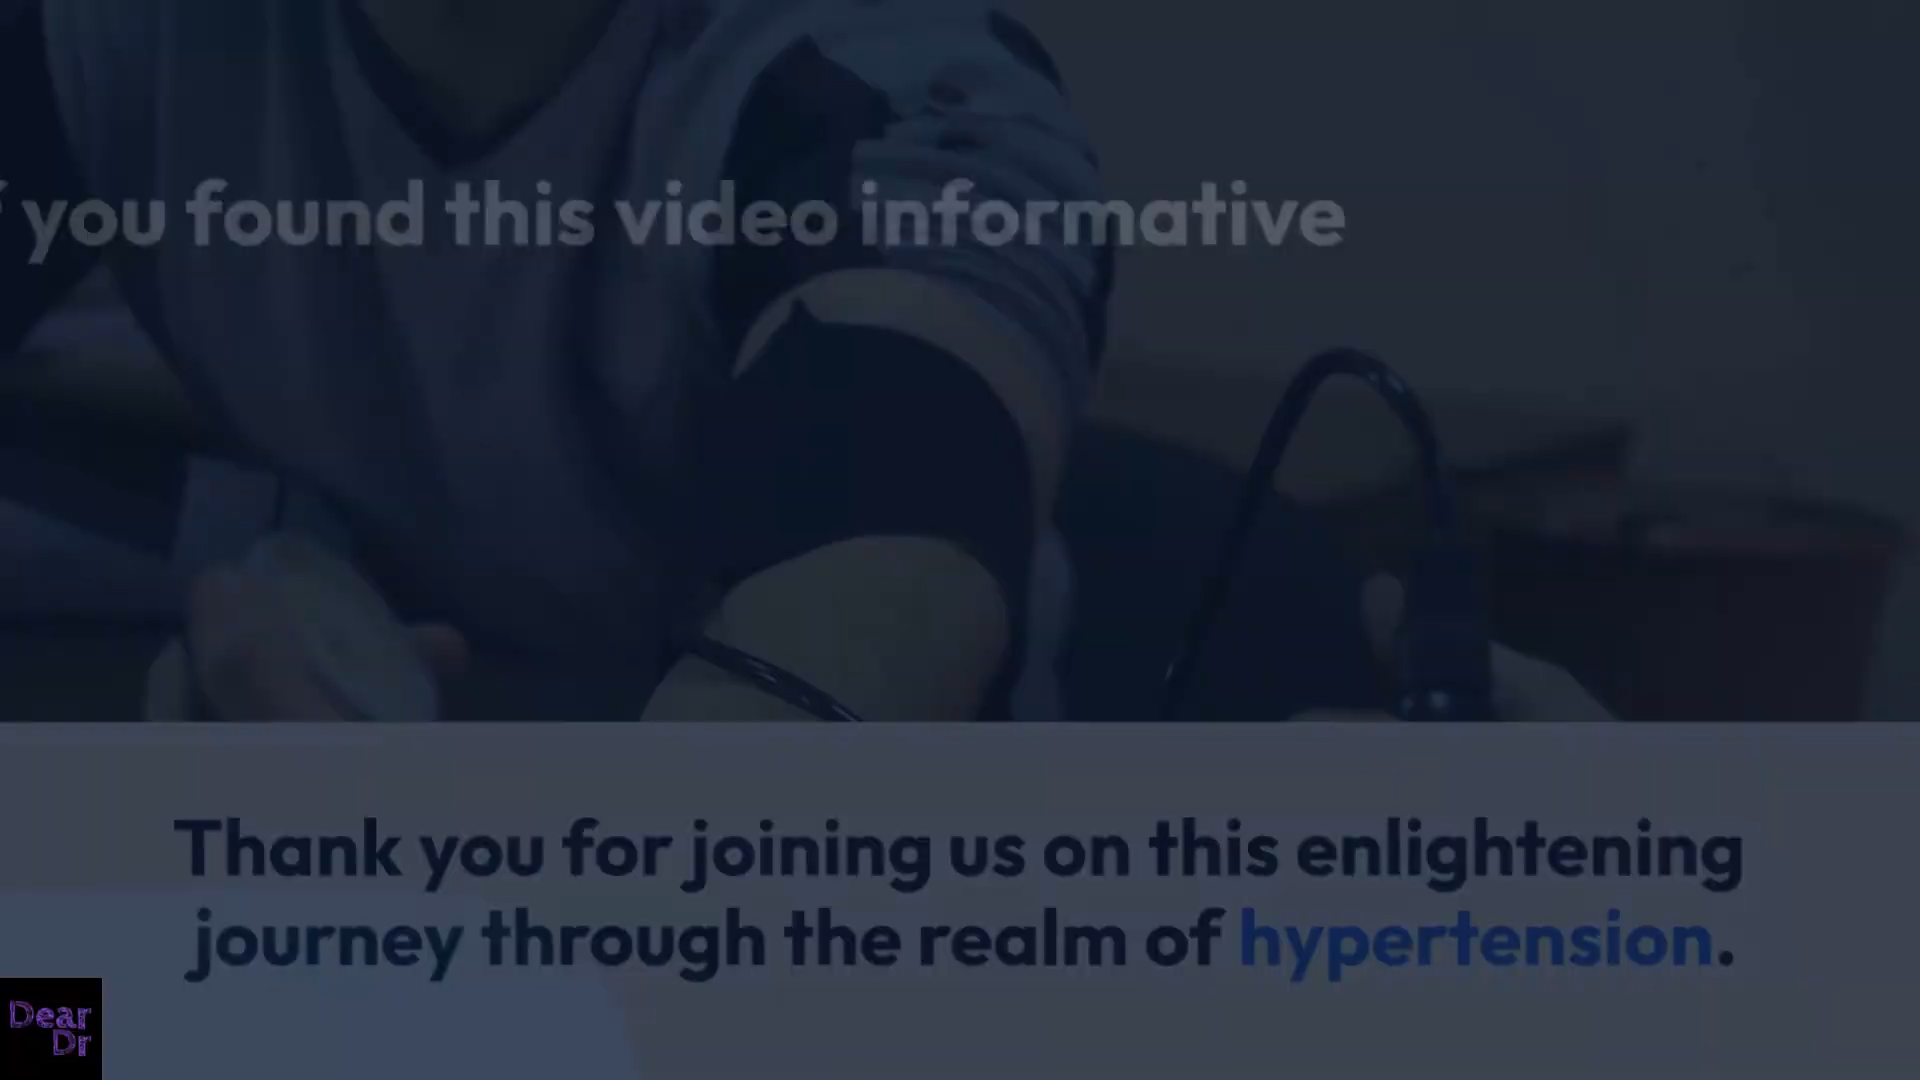 you found this video informative
Thank you for joining us on this enlightening
journey through the realm of hypertension.
Dear
Dr